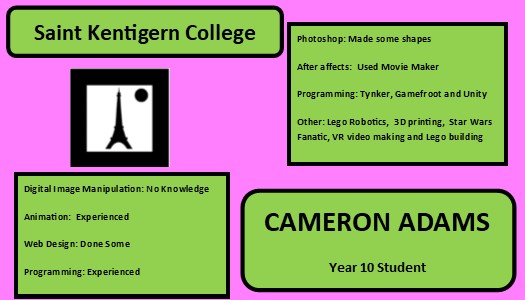 Saint Kentigern College
Photoshop: Made some shapes
After affects: Used Movie Maker
Programming: Tynker, Gamefroot and Unity
Other: Lego Robotics, 3D printing, Star Wars
Fanatic, VR video making and Lego building
Digital Image Manipulation: No Knowledge
Animation: Experienced
Web Design: Done Some
Programming: Experienced
CAMERON ADAMS
Year 10 Student